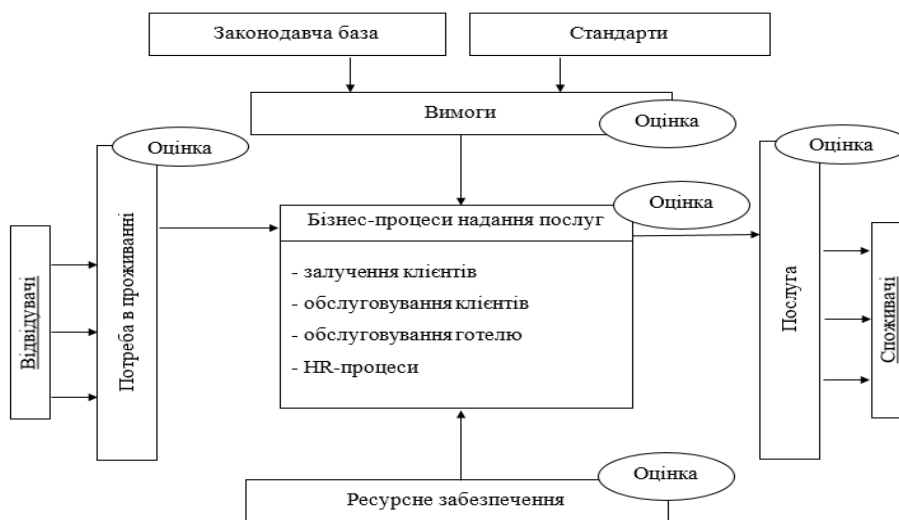 Законодавча база
Стандарти
Вимоги
Оцінка
Оцінка
Оцінка
Оцінка
Відвідувачі
Потреба в проживанні
Бізнес-процеси надання послуг
- залучення клієнтів
- обслуговування клієнтів
- обслуговування готелю
- HR-процеси
Послуга
Споживачі
Оцінка
Ресурсне забезпечення